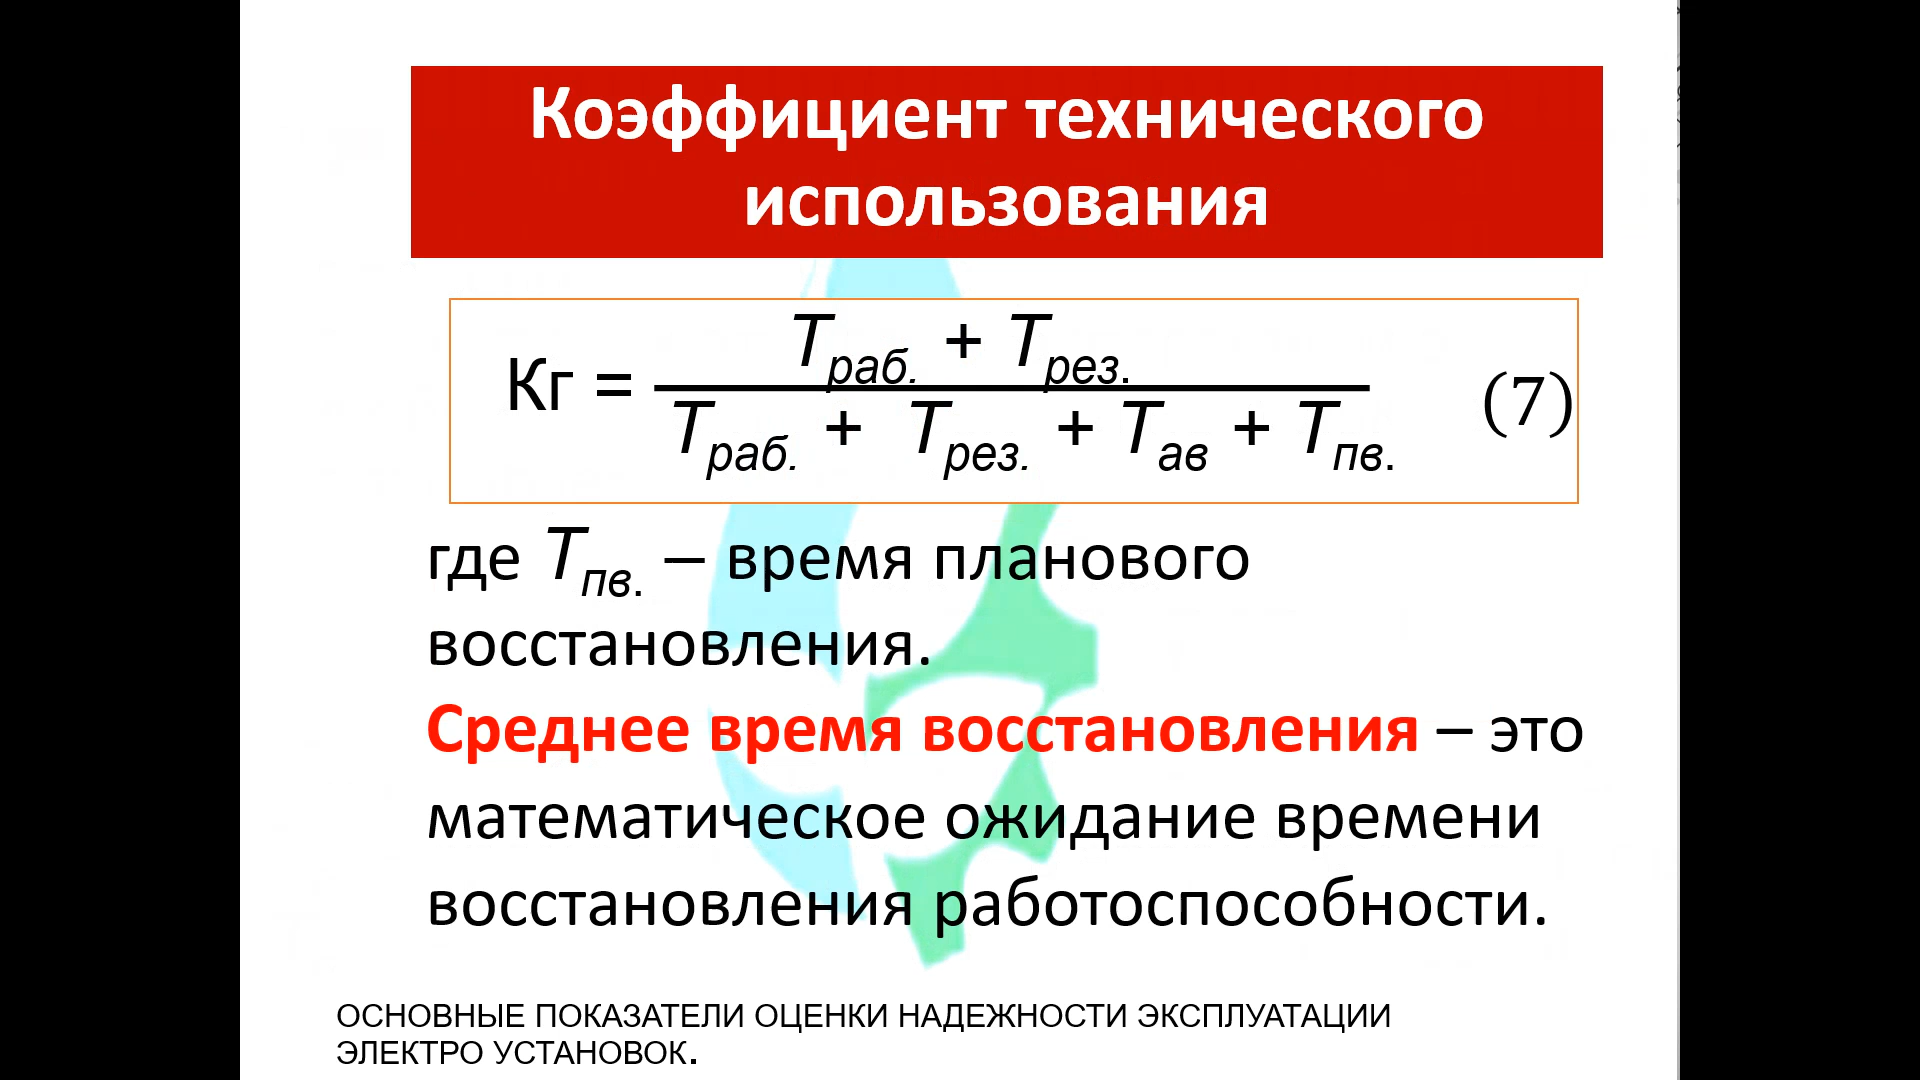 Коэффициент технического
использования
Кг = (Tраб. + Tрез.) / (Tраб. + Tрез. + Tав + Tпв.) (7)
где Tпв. – время планового
восстановления.
Среднее время восстановления – это
математическое ожидание времени
восстановления работоспособности.
ОСНОВНЫЕ ПОКАЗАТЕЛИ ОЦЕНКИ НАДЕЖНОСТИ ЭКСПЛУАТАЦИИ
ЭЛЕКТРО УСТАНОВОК.